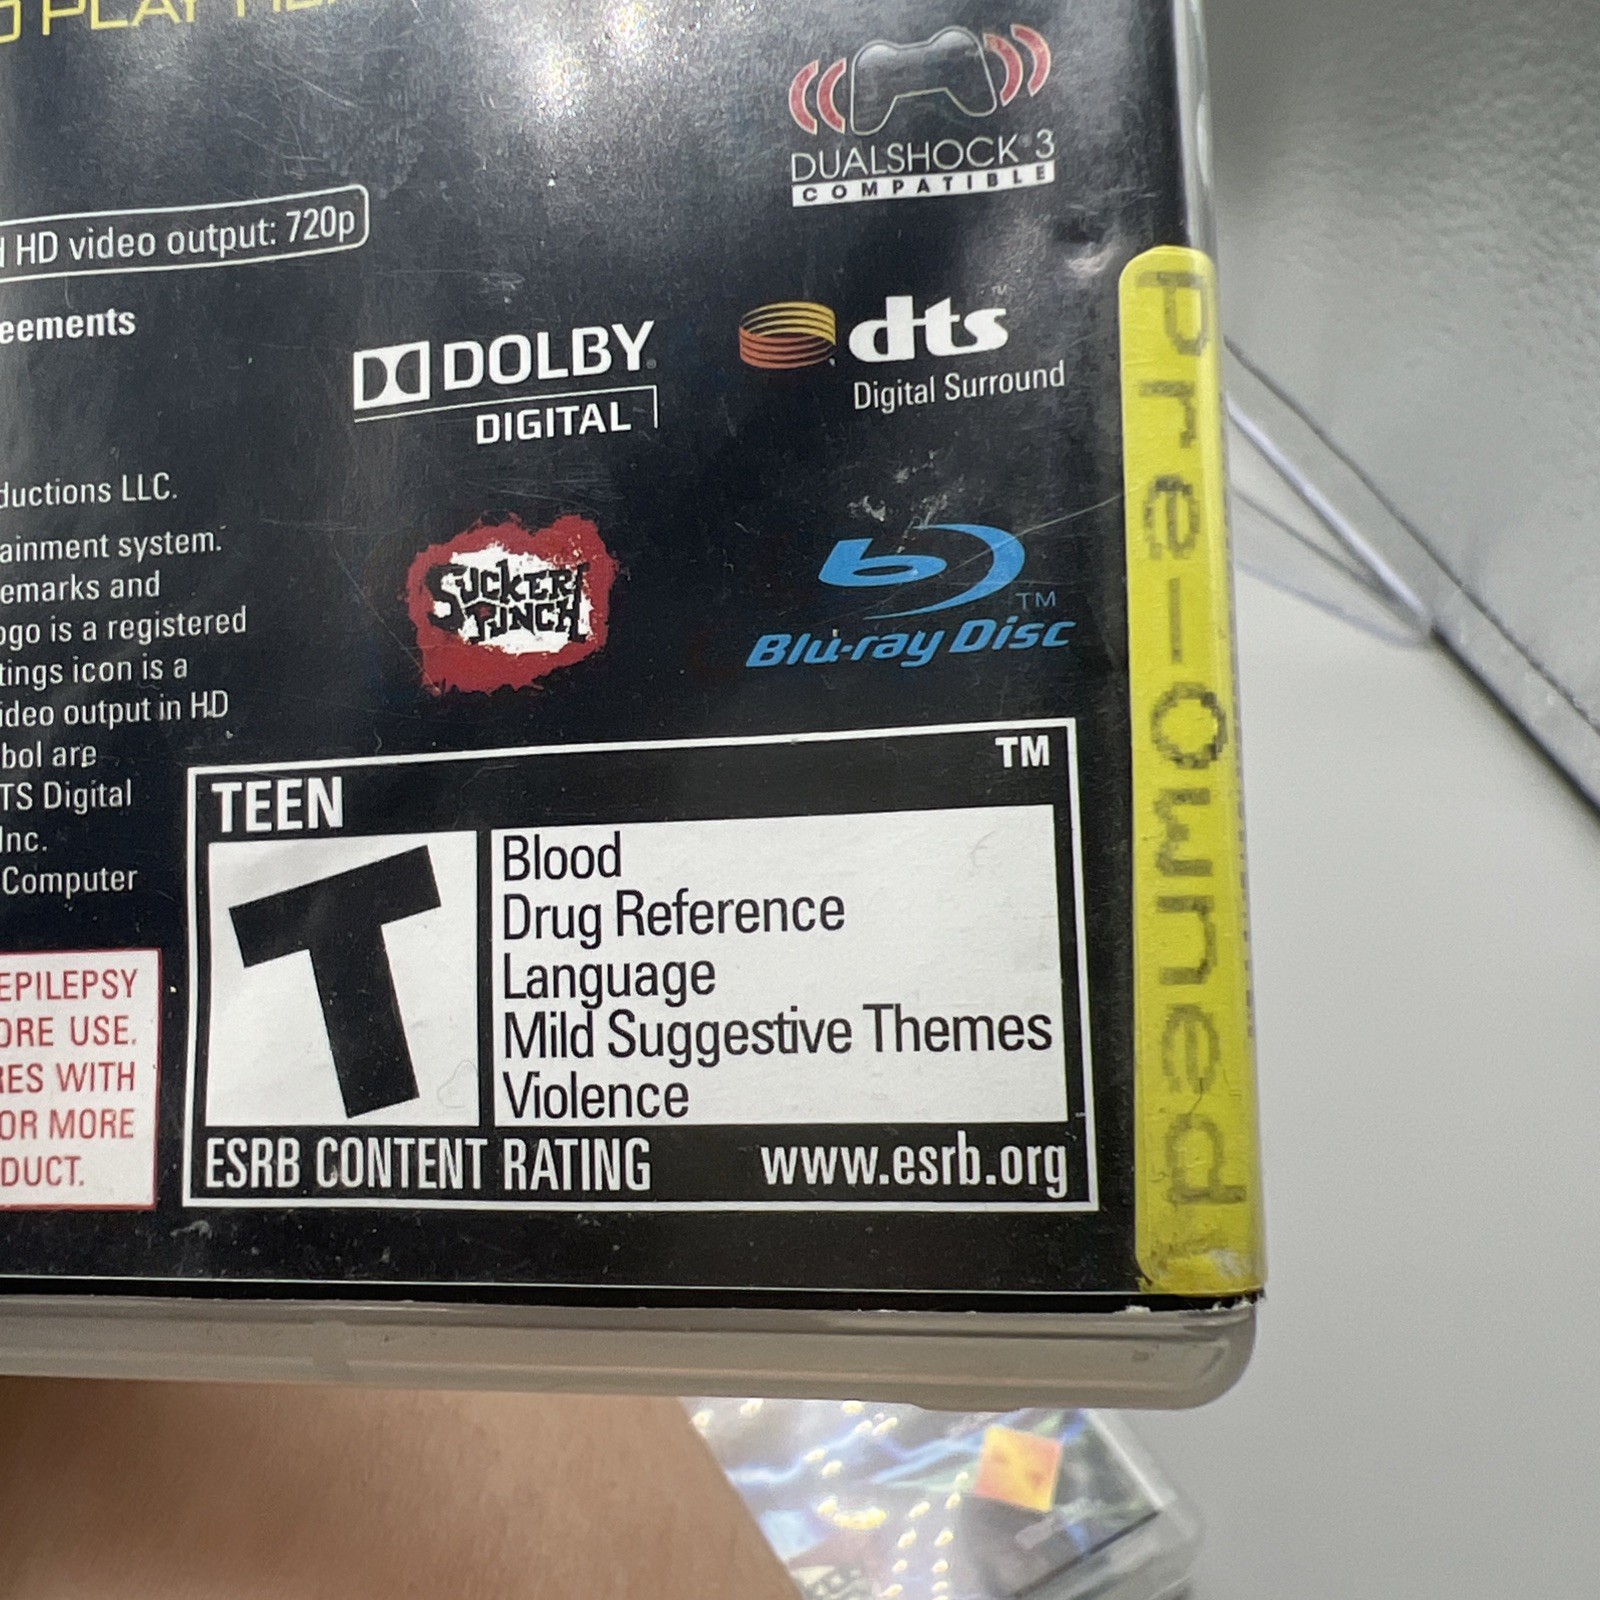 PLAY
DUALSHOCK 3
COMPATIBLE
HD video output: 720p
eements
DOLBY
DIGITAL
dts
Digital Surround
ductions LLC.
ainment system.
emarks and
ogo is a registered
tings icon is a
ideo output in HD
bol are
TS Digital
Inc.
Computer
SUCKER
PUNCH
TM
Blu-ray Disc
EPILEPSY
ORE USE.
RES WITH
OR MORE
DUCT.
TEEN
TM
T
Blood
Drug Reference
Language
Mild Suggestive Themes
Violence
ESRB CONTENT RATING www.esrb.org
Pre-Owned